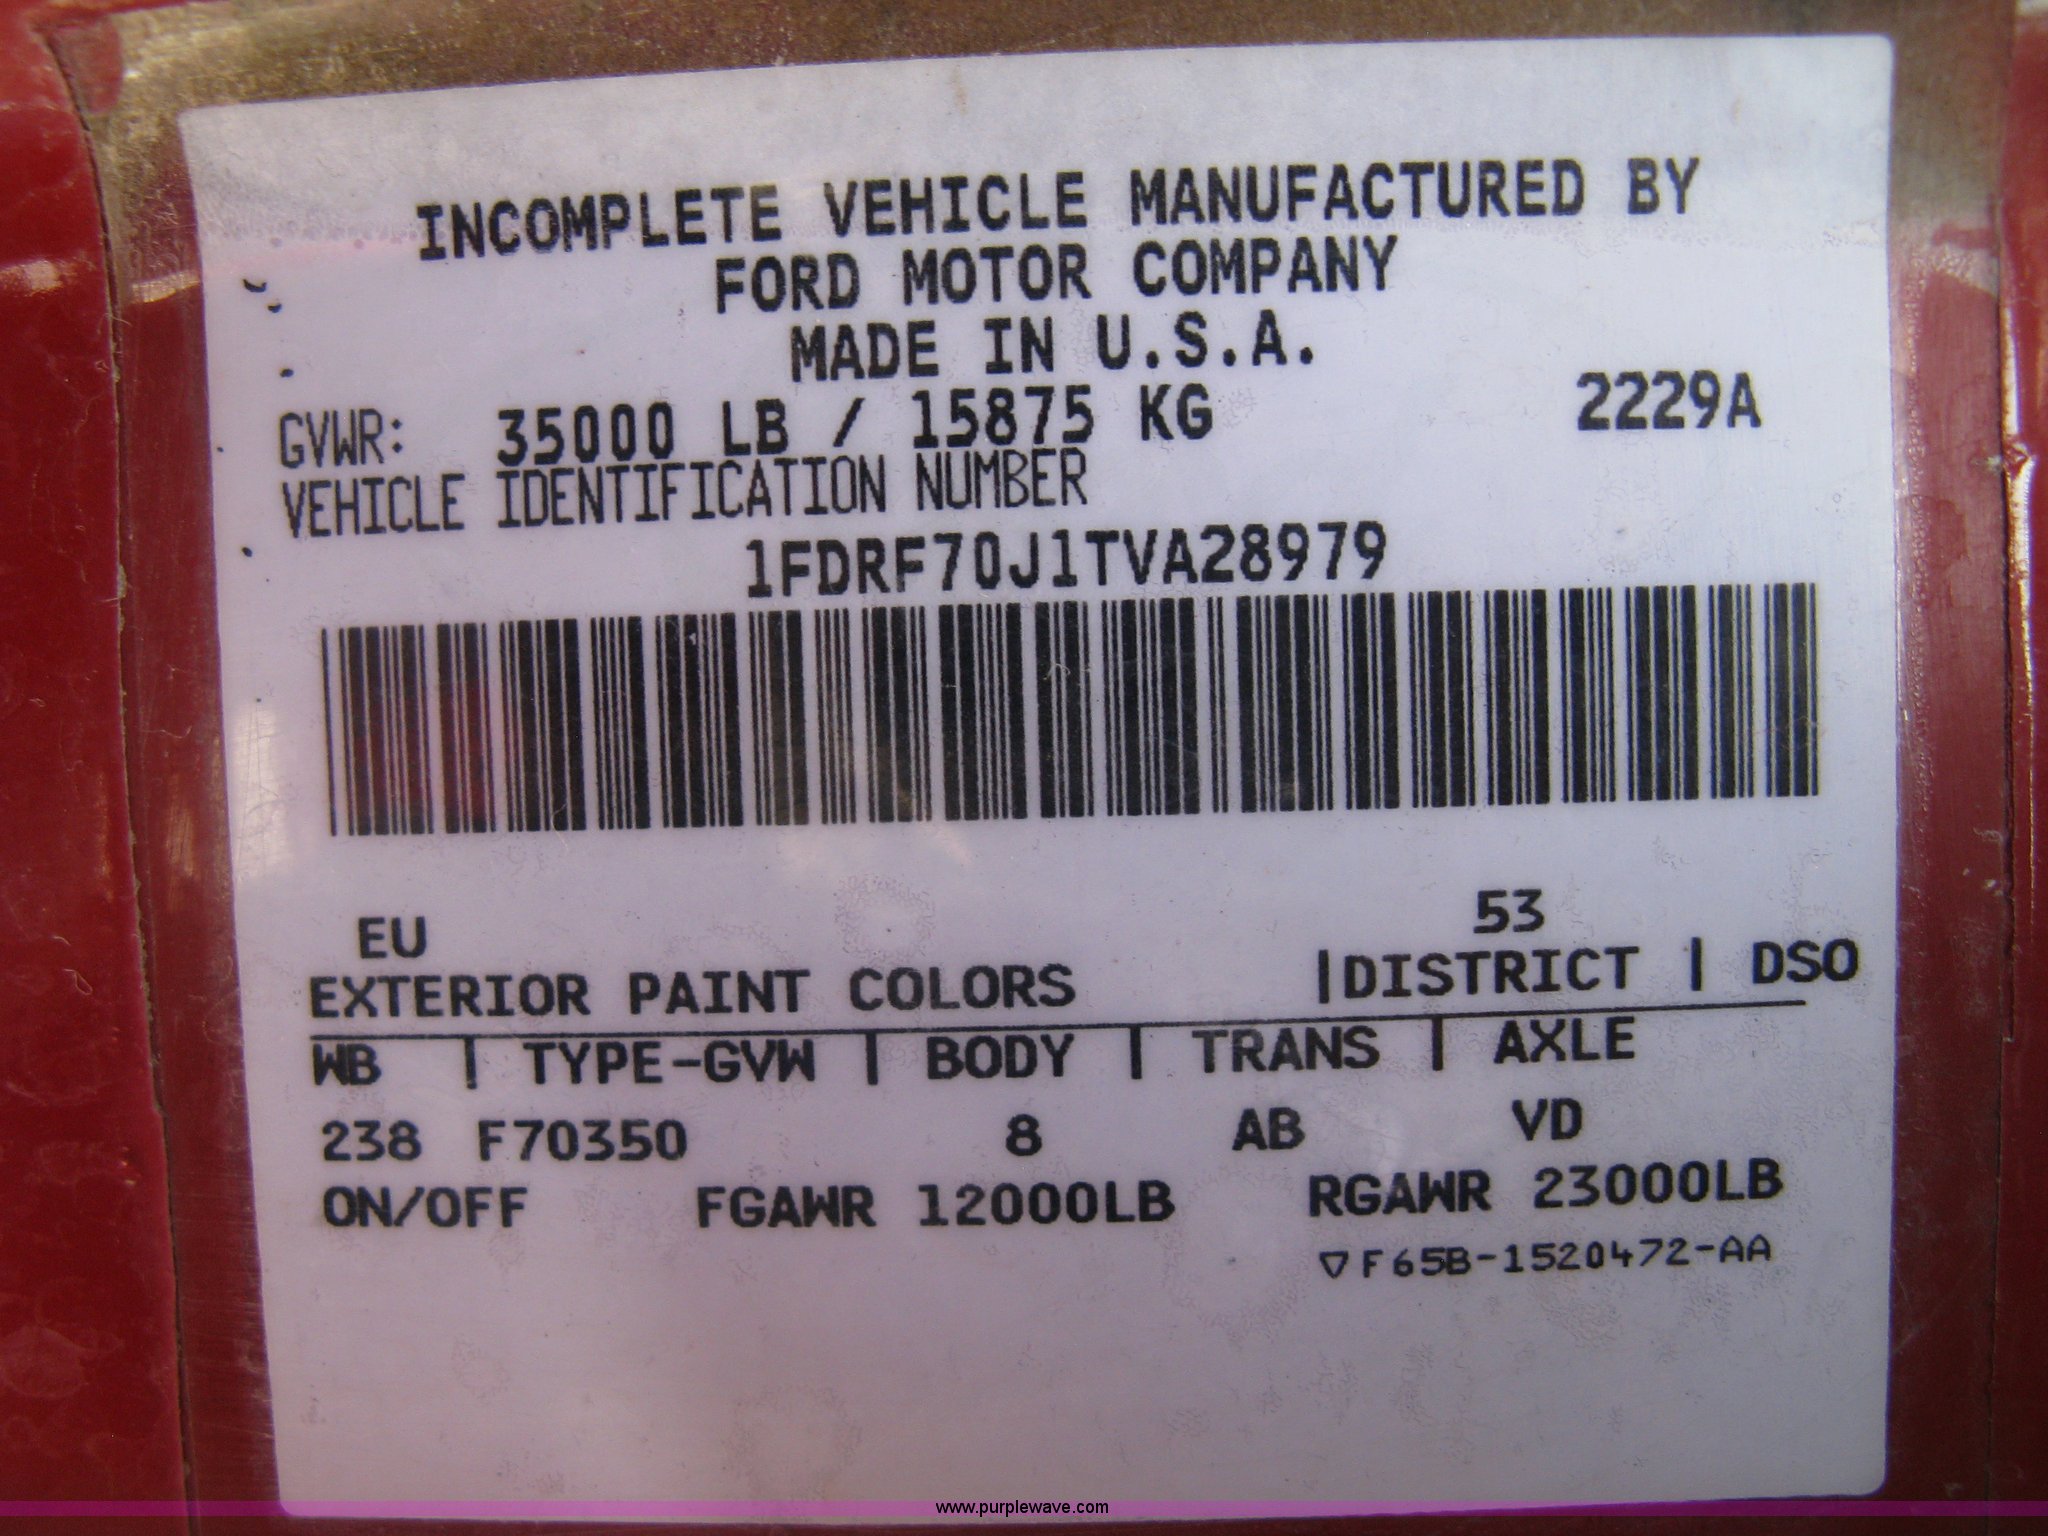 INCOMPLETE VEHICLE MANUFACTURED BY
FORD MOTOR COMPANY
MADE IN U.S.A.
GVWR: 35000 LB / 15875 KG 2229A
VEHICLE IDENTIFICATION NUMBER
1FDRF70J1TVA28979
EU 53
EXTERIOR PAINT COLORS |DISTRICT | DSO
WB | TYPE-GVW | BODY | TRANS | AXLE
238 F70350 8 AB VD
ON/OFF FGAWR 12000LB RGAWR 23000LB
▽F65B-1520472-AA
www.purplewave.com